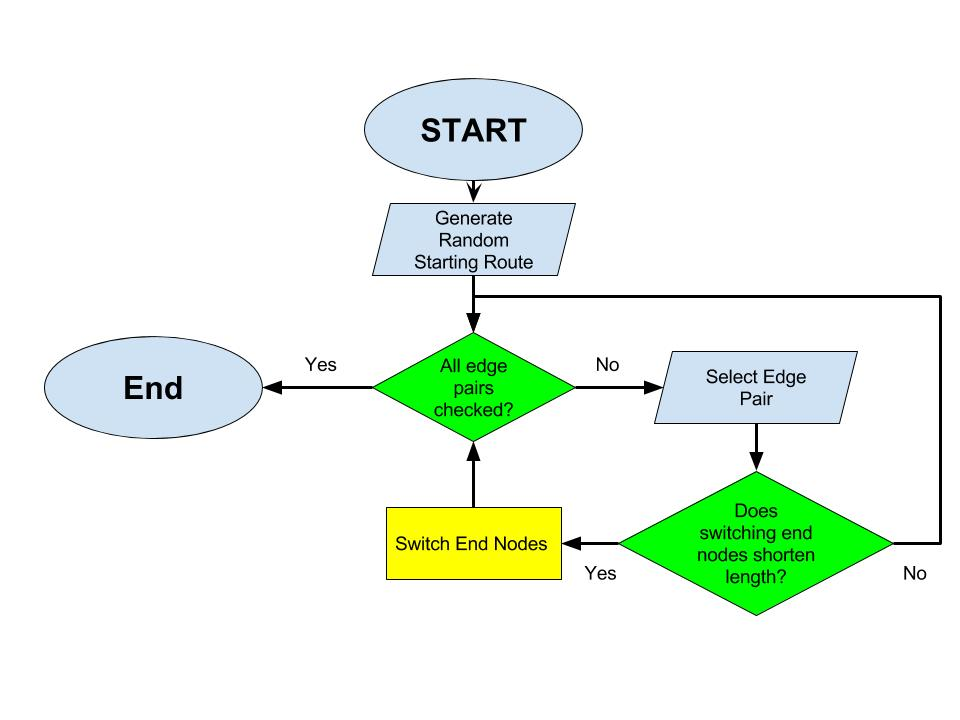 START
Generate
Random
Starting Route
Yes
All edge
pairs
checked?
No
End
Select Edge
Pair
Switch End Nodes
Yes
Does
switching end
nodes shorten
length?
No